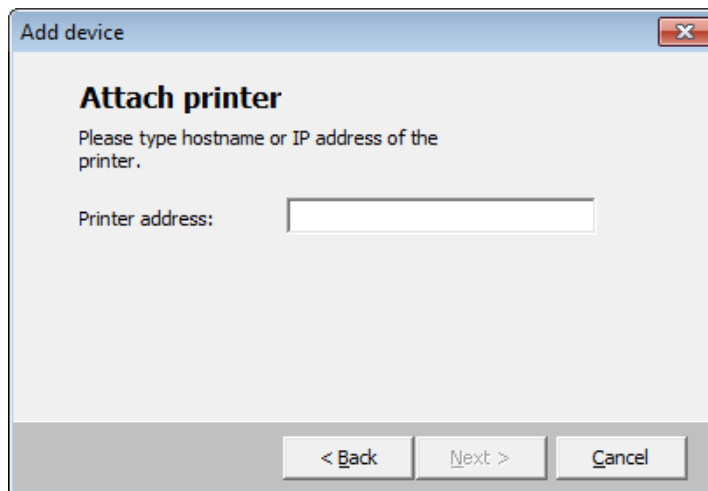 Add device
Attach printer
Please type hostname or IP address of the
printer.
Printer address:
< Back
Next >
Cancel